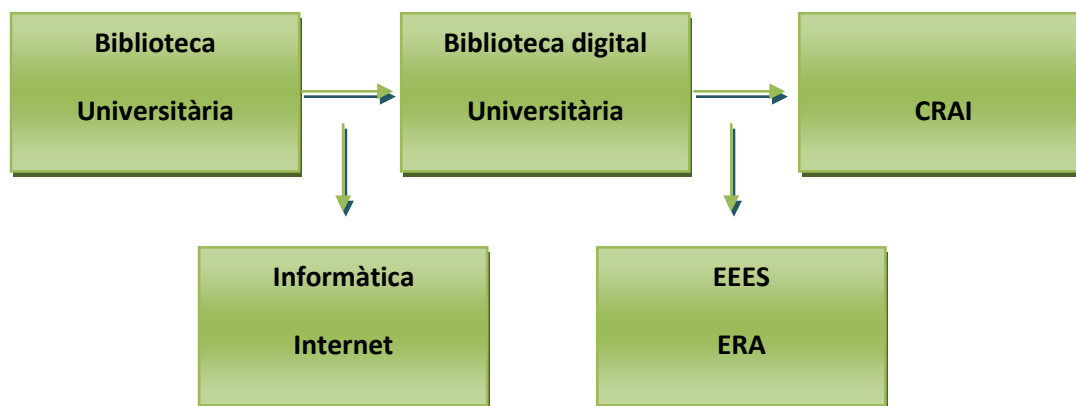 Biblioteca
Universitària
Biblioteca digital
Universitària
CRAI
Informàtica
Internet
EEES
ERA